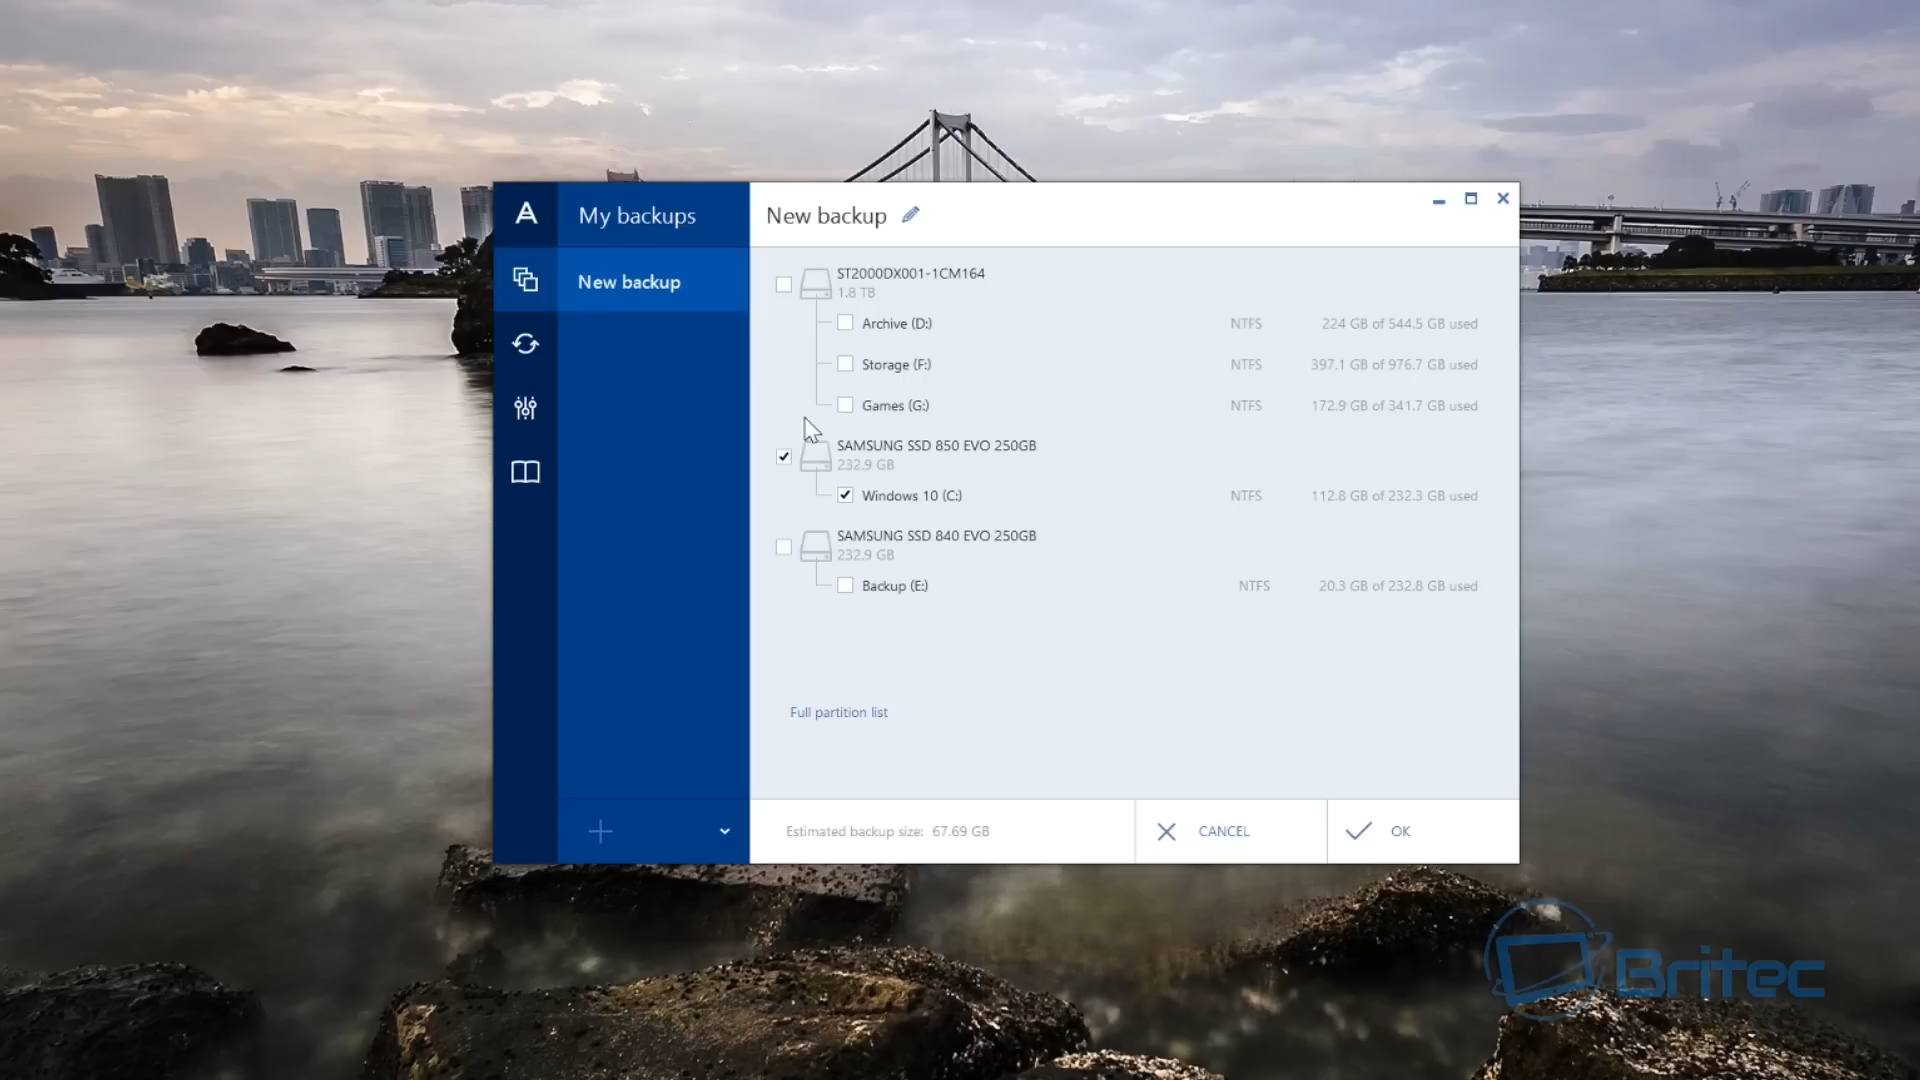 A
My backups
New backup
New backup
ST2000DX001-1CM164
1.8 TB
Archive (D:) NTFS 224 GB of 544.5 GB used
Storage (F:) NTFS 397.1 GB of 976.7 GB used
Games (G:) NTFS 172.9 GB of 341.7 GB used
SAMSUNG SSD 850 EVO 250GB
232.9 GB
Windows 10 (C:) NTFS 112.8 GB of 232.3 GB used
SAMSUNG SSD 840 EVO 250GB
232.9 GB
Backup (E:) NTFS 20.3 GB of 232.8 GB used
Full partition list
Estimated backup size: 67.69 GB
CANCEL
OK
Britec